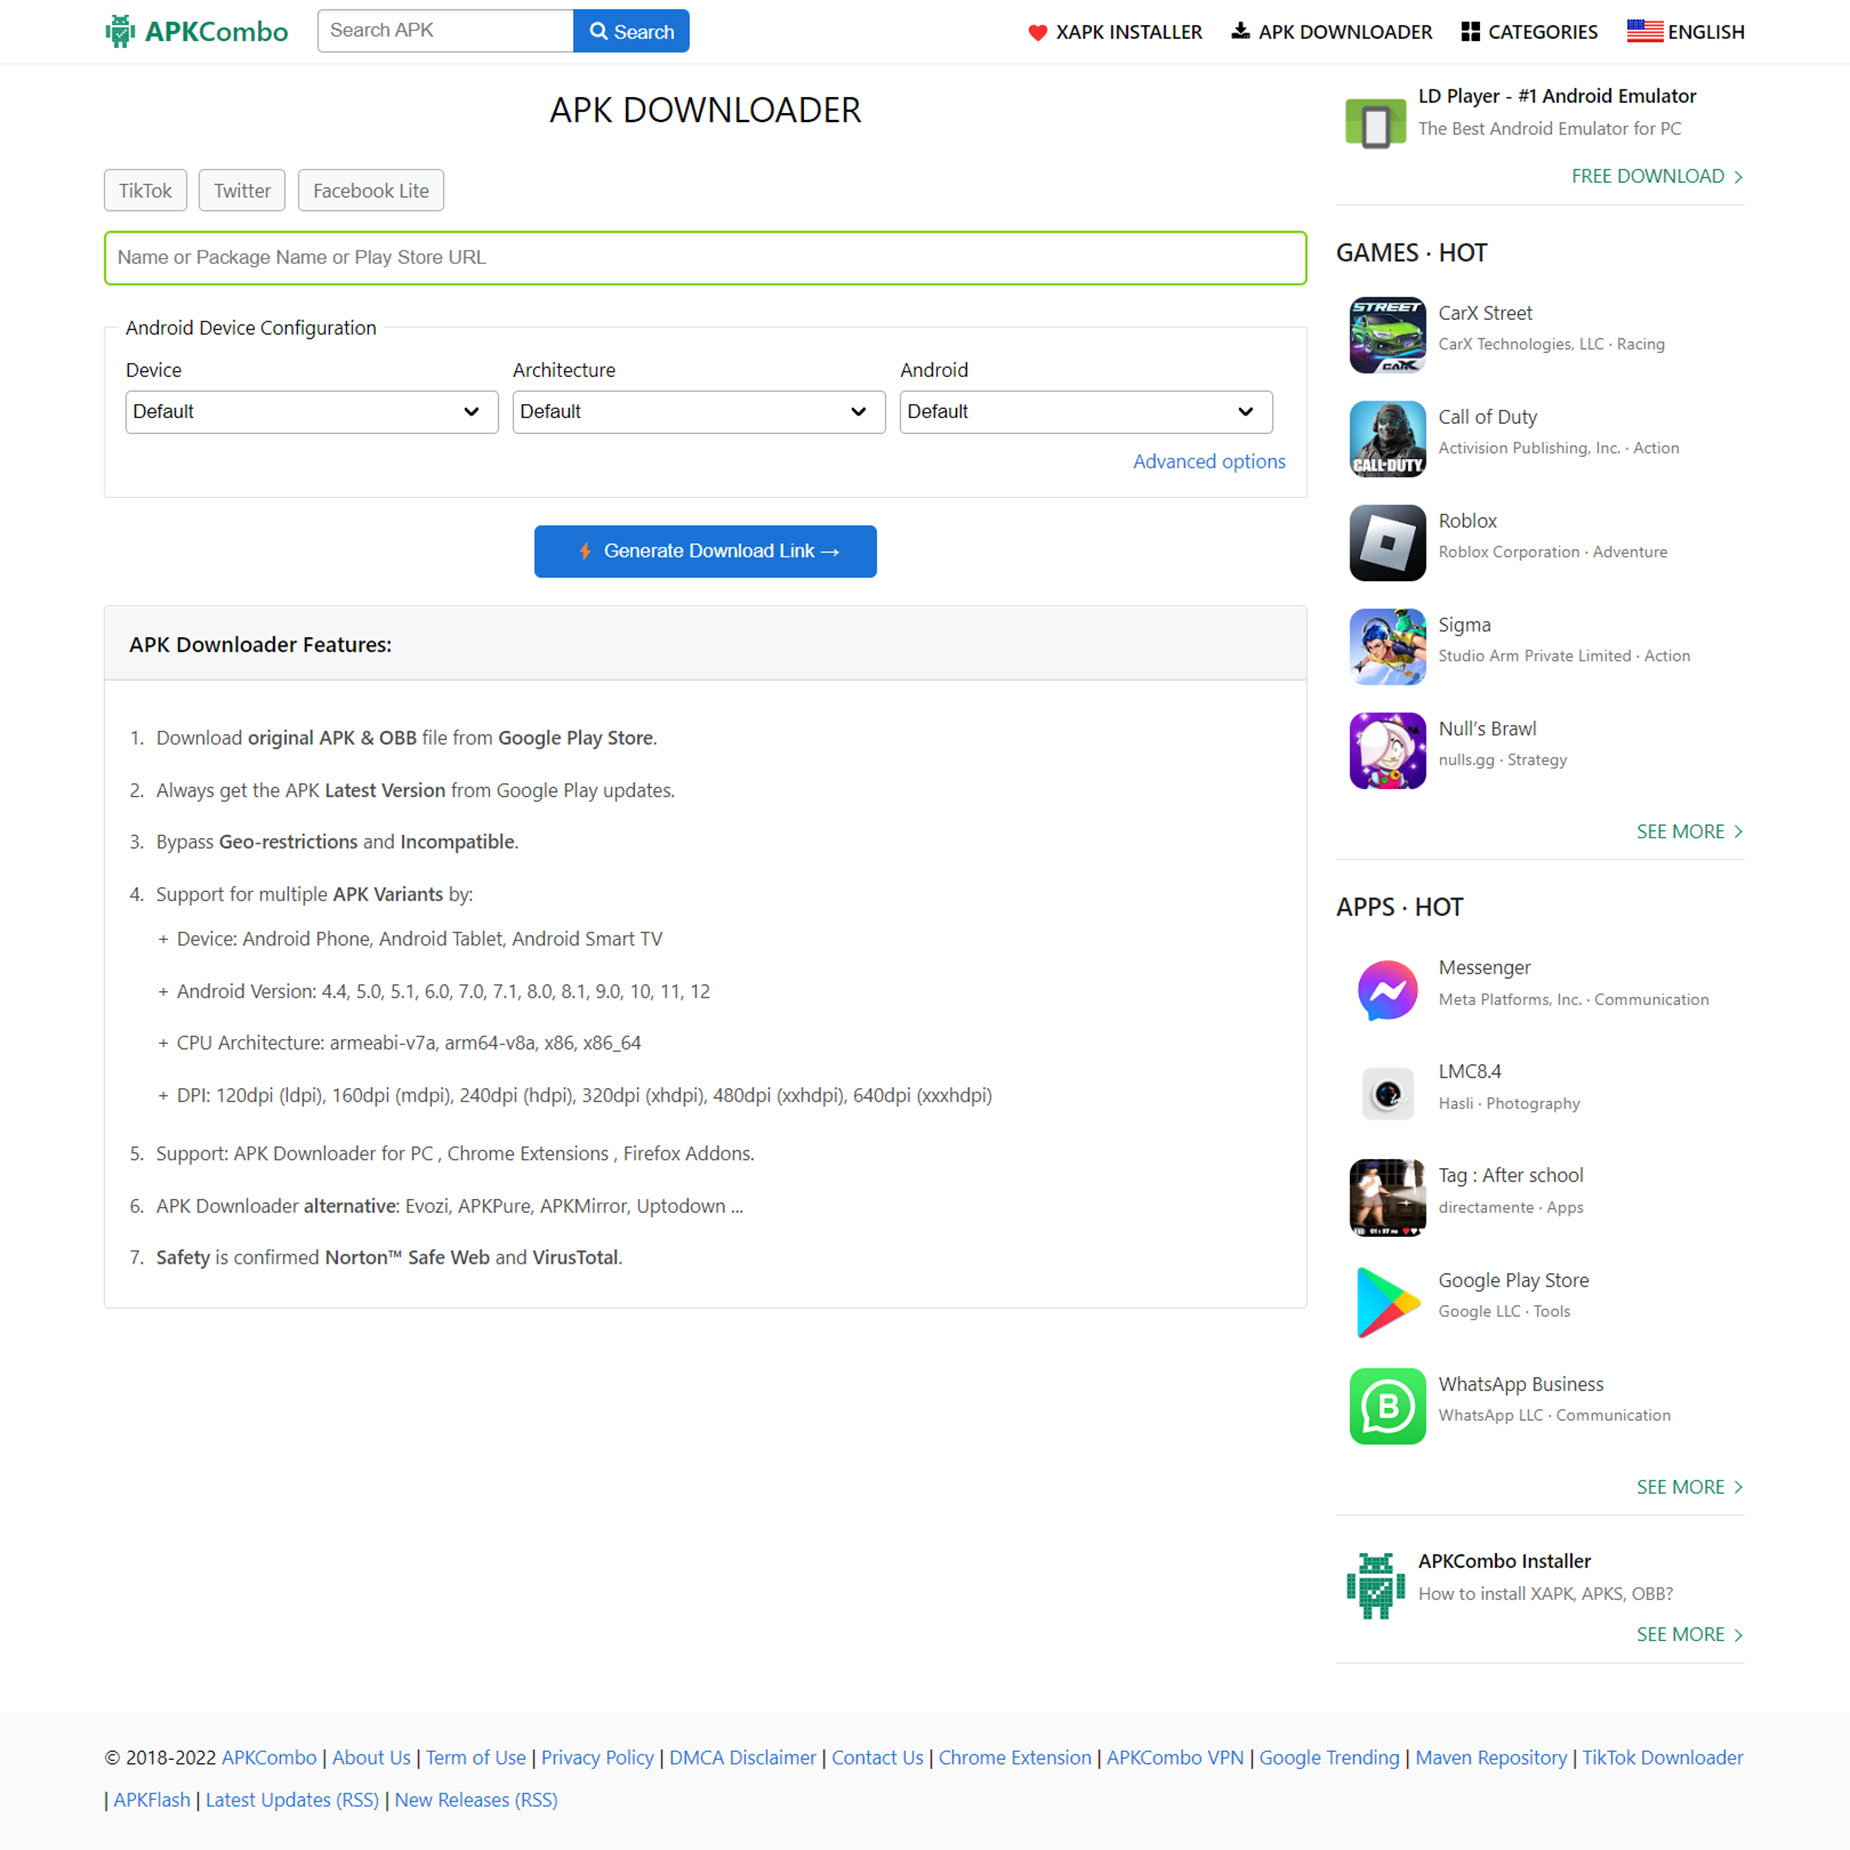 APKCombo
Search APK
Search
XAPK INSTALLER
APK DOWNLOADER
CATEGORIES
ENGLISH
APK DOWNLOADER
TikTok
Twitter
Facebook Lite
Name or Package Name or Play Store URL
Android Device Configuration
Device
Architecture
Android
Default
Default
Default
Advanced options
Generate Download Link →
APK Downloader Features:
1. Download original APK & OBB file from Google Play Store.
2. Always get the APK Latest Version from Google Play updates.
3. Bypass Geo-restrictions and Incompatible.
4. Support for multiple APK Variants by:
+ Device: Android Phone, Android Tablet, Android Smart TV
+ Android Version: 4.4, 5.0, 5.1, 6.0, 7.0, 7.1, 8.0, 8.1, 9.0, 10, 11, 12
+ CPU Architecture: armeabi-v7a, arm64-v8a, x86, x86_64
+ DPI: 120dpi (ldpi), 160dpi (mdpi), 240dpi (hdpi), 320dpi (xhdpi), 480dpi (xxhdpi), 640dpi (xxxhdpi)
5. Support: APK Downloader for PC , Chrome Extensions , Firefox Addons.
6. APK Downloader alternative: Evozi, APKPure, APKMirror, Uptodown ...
7. Safety is confirmed Norton™ Safe Web and VirusTotal.
LD Player - #1 Android Emulator
The Best Android Emulator for PC
FREE DOWNLOAD
GAMES · HOT
STREET
CARX
CarX Street
CarX Technologies, LLC · Racing
CALL·DUTY
Call of Duty
Activision Publishing, Inc. · Action
Roblox
Roblox Corporation · Adventure
Sigma
Studio Arm Private Limited · Action
Null’s Brawl
nulls.gg · Strategy
SEE MORE
APPS · HOT
Messenger
Meta Platforms, Inc. · Communication
LMC8.4
Hasli · Photography
Tag : After school
directamente · Apps
Google Play Store
Google LLC · Tools
B
WhatsApp Business
WhatsApp LLC · Communication
SEE MORE
APKCombo Installer
How to install XAPK, APKS, OBB?
SEE MORE
© 2018-2022 APKCombo | About Us | Term of Use | Privacy Policy | DMCA Disclaimer | Contact Us | Chrome Extension | APKCombo VPN | Google Trending | Maven Repository | TikTok Downloader
| APKFlash | Latest Updates (RSS) | New Releases (RSS)